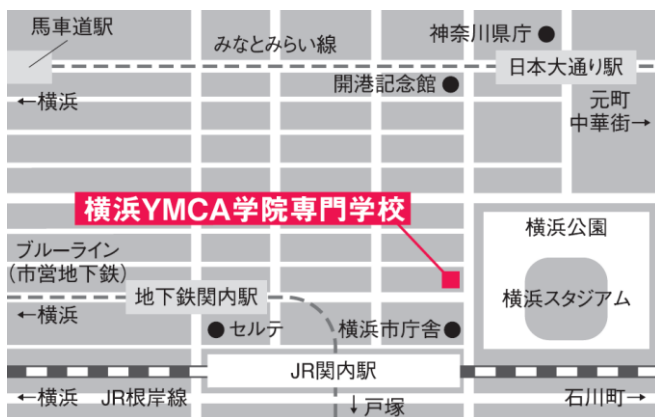 馬車道駅
みなとみらい線
神奈川県庁
日本大通り駅
開港記念館
←横浜
元町
中華街→
横浜YMCA学院専門学校
横浜公園
ブルーライン
(市営地下鉄)
地下鉄関内駅
横浜スタジアム
←横浜
セルテ
横浜市庁舎
JR関内駅
←横浜
JR根岸線
↓戸塚
石川町→